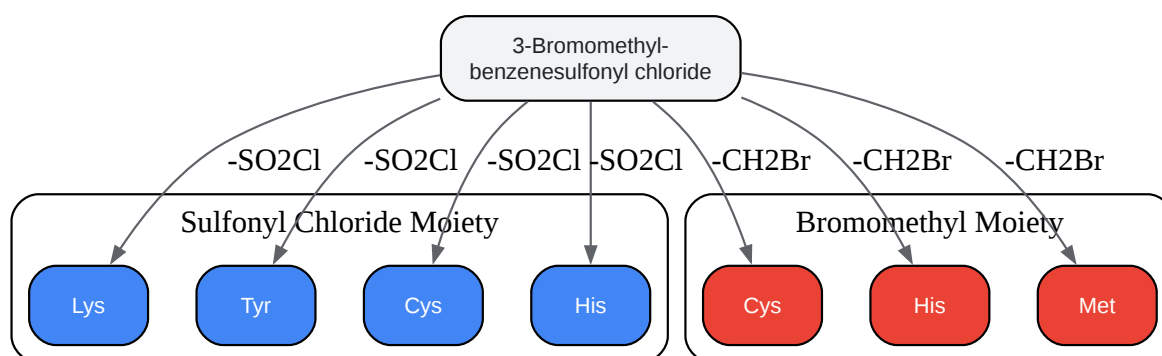 3-Bromomethyl-
benzenesulfonyl chloride
-SO2Cl
-SO2Cl
-SO2Cl
-SO2Cl
-CH2Br
-CH2Br
-CH2Br
Sulfonyl Chloride Moiety
Bromomethyl Moiety
Lys
Tyr
Cys
His
Cys
His
Met